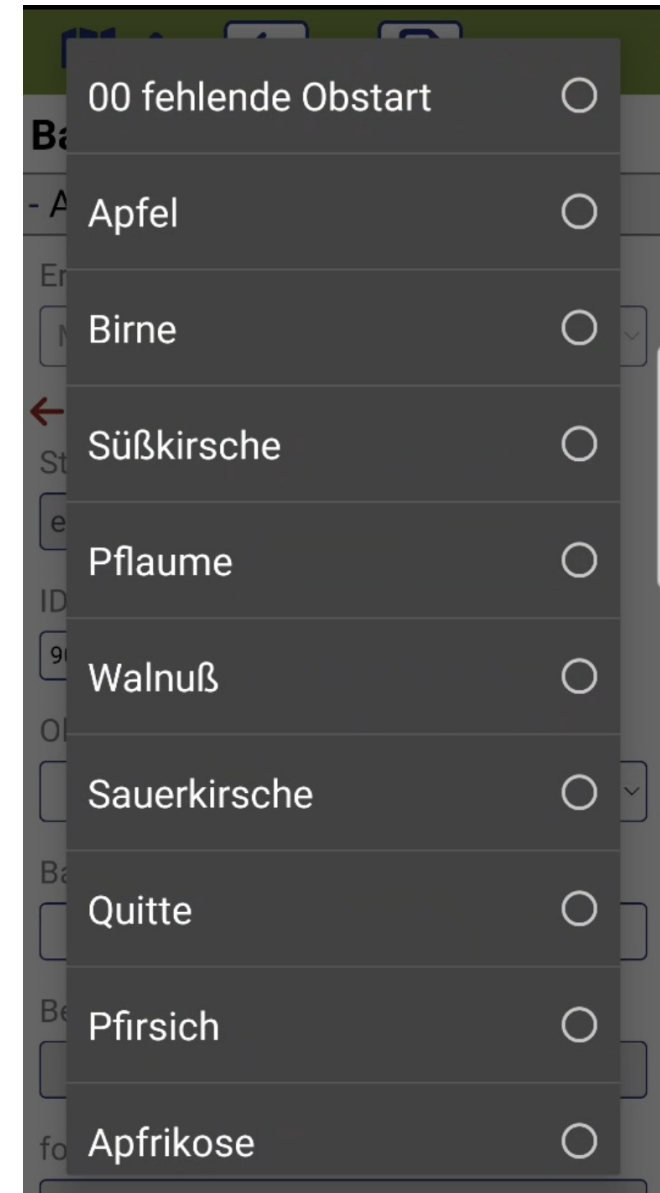 00 fehlende Obstart
Apfel
Birne
Süßkirsche
Pflaume
Walnuß
Sauerkirsche
Quitte
Pfirsich
Apfrikose